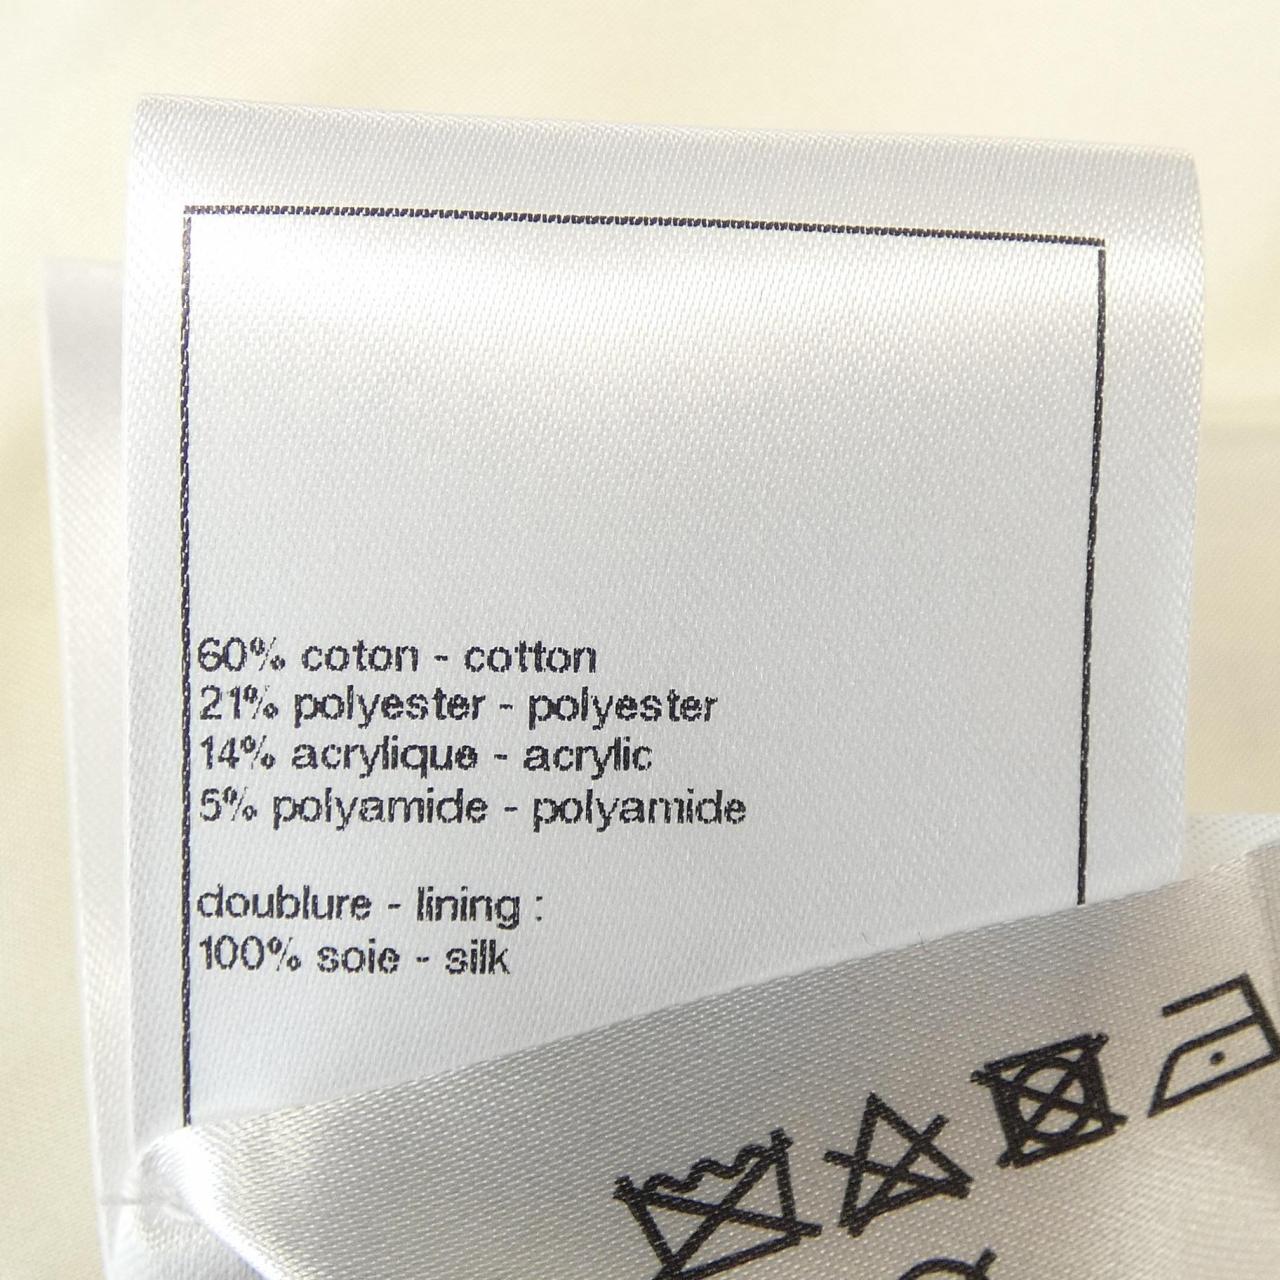 60% coton - cotton
21% polyester - polyester
14% acrylique - acrylic
5% polyamide - polyamide
doublure - lining :
100% soie - silk